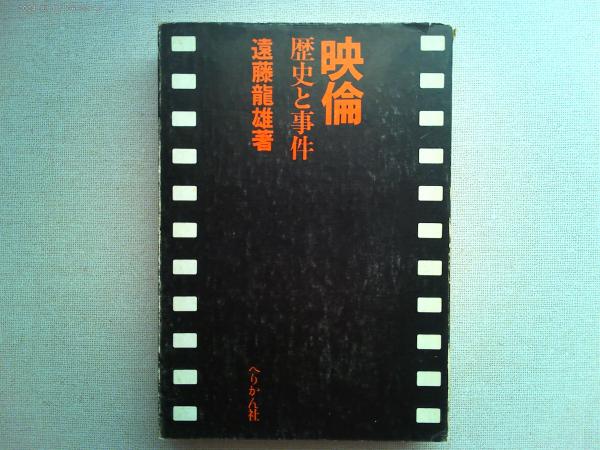 映倫
歴史と事件
遠藤龍雄著
ぺりかん社